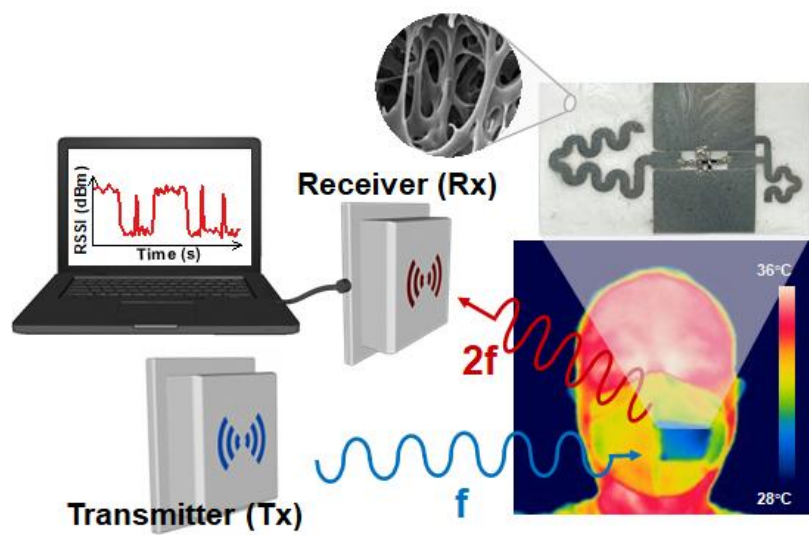 Receiver (Rx)
RSSI (dBm)
Time (s)
36°C
2f
f
28°C
Transmitter (Tx)